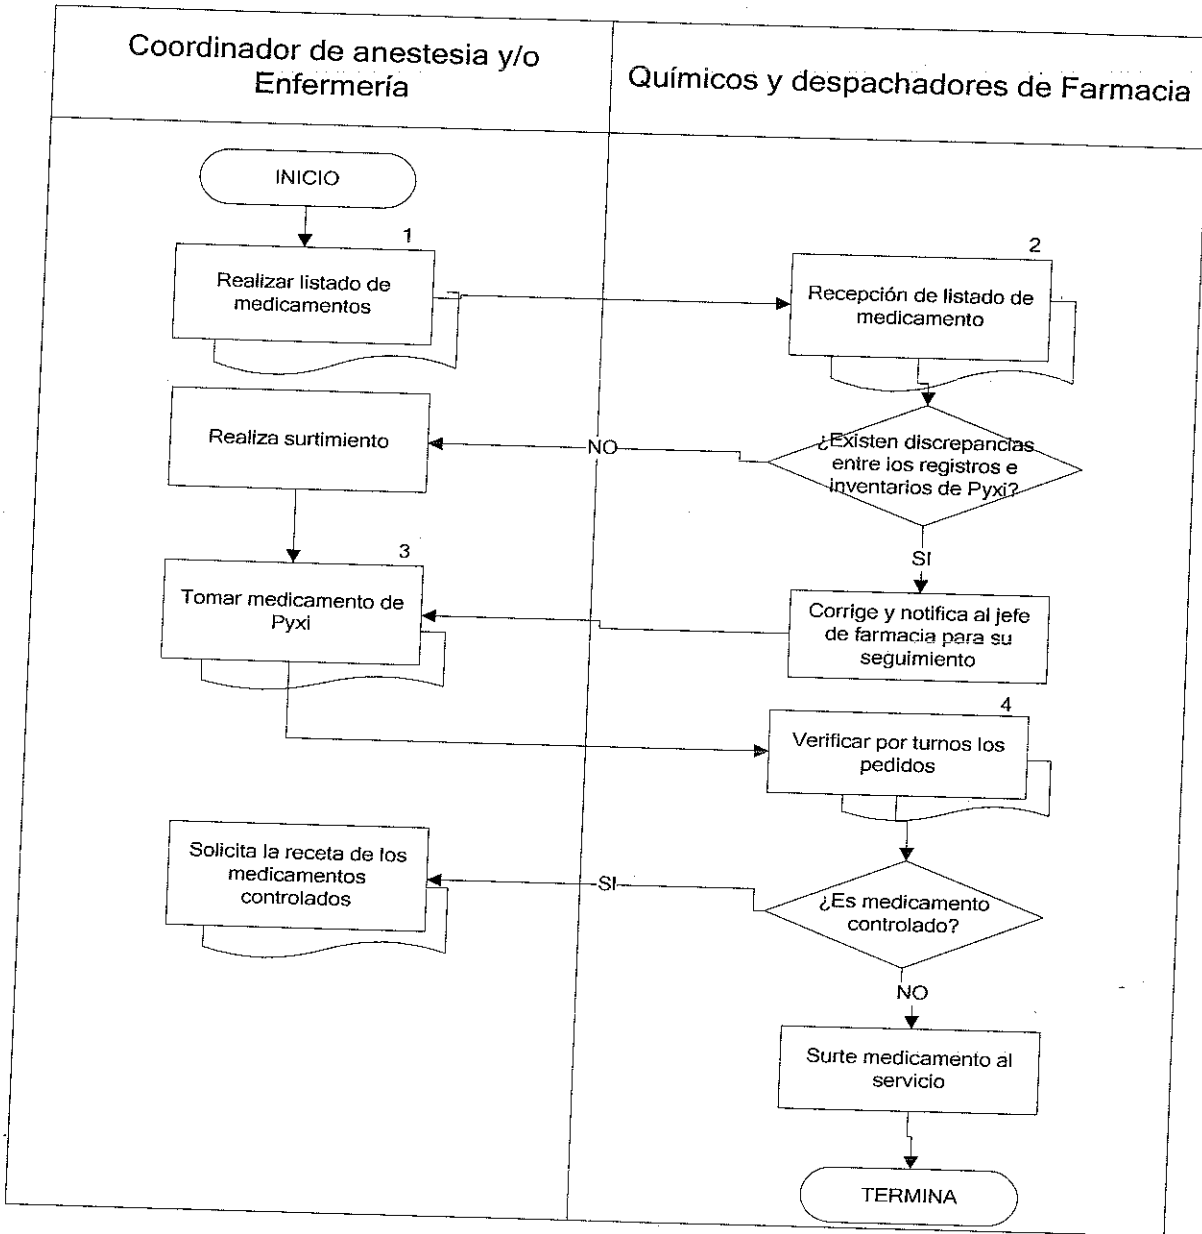 Coordinador de anestesia y/o
Enfermería
Químicos y despachadores de Farmacia
INICIO
1
Realizar listado de
medicamentos
2
Recepción de listado de
medicamento
¿Existen discrepancias
entre los registros e
inventarios de Pyxi?
NO
Realiza surtimiento
SI
3
Tomar medicamento de
Pyxi
Corrige y notifica al jefe
de farmacia para su
seguimiento
4
Verificar por turnos los
pedidos
¿Es medicamento
controlado?
SI
Solicita la receta de los
medicamentos
controlados
NO
Surte medicamento al
servicio
TERMINA